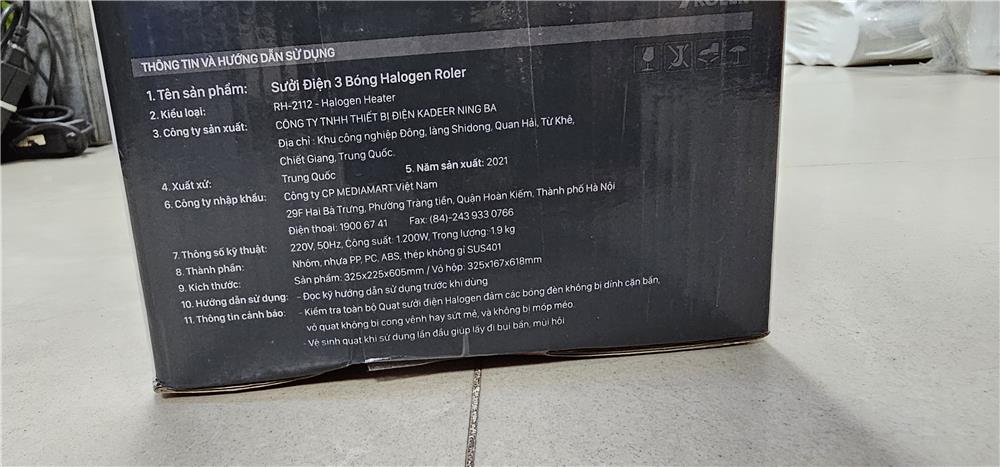 ROLER
THÔNG TIN VÀ HƯỚNG DẪN SỬ DỤNG
1. Tên sản phẩm: Sưởi Điện 3 Bóng Halogen Roler
2. Kiểu loại: RH-2112 - Halogen Heater
3. Công ty sản xuất: CÔNG TY TNHH THIẾT BỊ ĐIỆN KADEER NING BA
Địa chỉ : Khu công nghiệp Đông, làng Shidong, Quan Hải, Từ Khê,
Chiết Giang, Trung Quốc.
4. Xuất xứ: Trung Quốc 5. Năm sản xuất: 2021
6. Công ty nhập khẩu: Công ty CP MEDIAMART Việt Nam
29F Hai Bà Trưng, Phường Tràng tiền, Quận Hoàn Kiếm, Thành phố Hà Nội
Điện thoại: 1900 67 41 Fax: (84)-243 933 0766
7. Thông số kỹ thuật: 220V, 50Hz, Công suất: 1.200W, Trọng lượng: 1.9 kg
8. Thành phần: Nhôm, nhựa PP, PC, ABS, thép không gỉ SUS401
9. Kích thước: Sản phẩm: 325x225x605mm / Vỏ hộp: 325x167x618mm
10. Hướng dẫn sử dụng: - Đọc kỹ hướng dẫn sử dụng trước khi dùng
11. Thông tin cảnh báo: - Kiểm tra toàn bộ Quạt sưởi điện Halogen đảm các bóng đèn không bị dính cặn bẩn,
vỏ quạt không bị cong vênh hay sứt mẻ, và không bị móp méo.
- Vệ sinh quạt khi sử dụng lần đầu giúp lấy đi bụi bẩn, mùi hôi